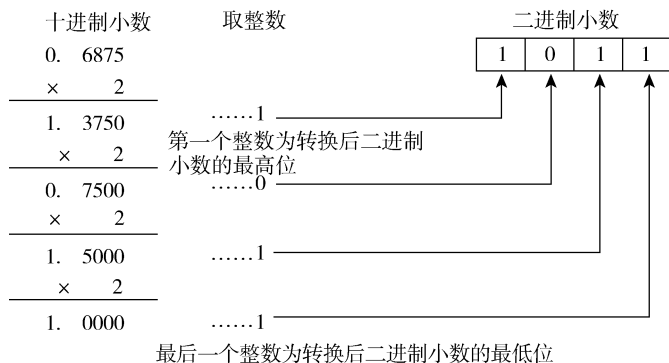 十进制小数 取整数 二进制小数
0. 6875 1 0 1 1
× 2
1. 3750 ……1
第一个整数为转换后二进制
× 2
小数的最高位
0. 7500 ……0
× 2
1. 5000 ……1
× 2
1. 0000 ……1
最后一个整数为转换后二进制小数的最低位